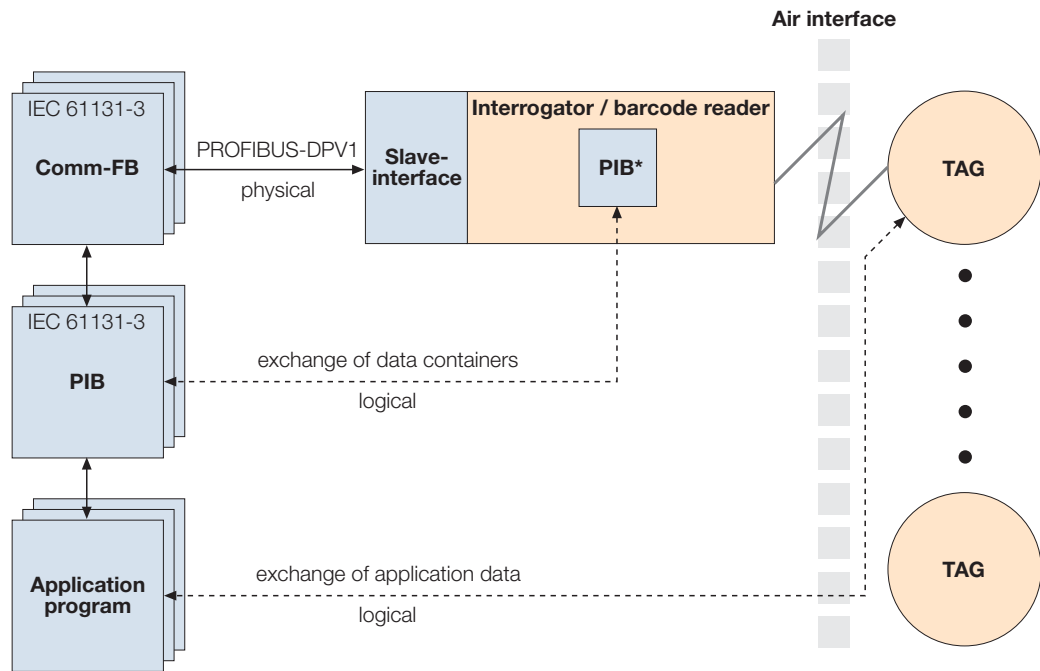 Air interface
IEC 61131-3
Comm-FB
PROFIBUS-DPV1
physical
Slave-
interface
Interrogator / barcode reader
PIB*
TAG
IEC 61131-3
PIB
exchange of data containers
logical
Application
program
exchange of application data
logical
TAG